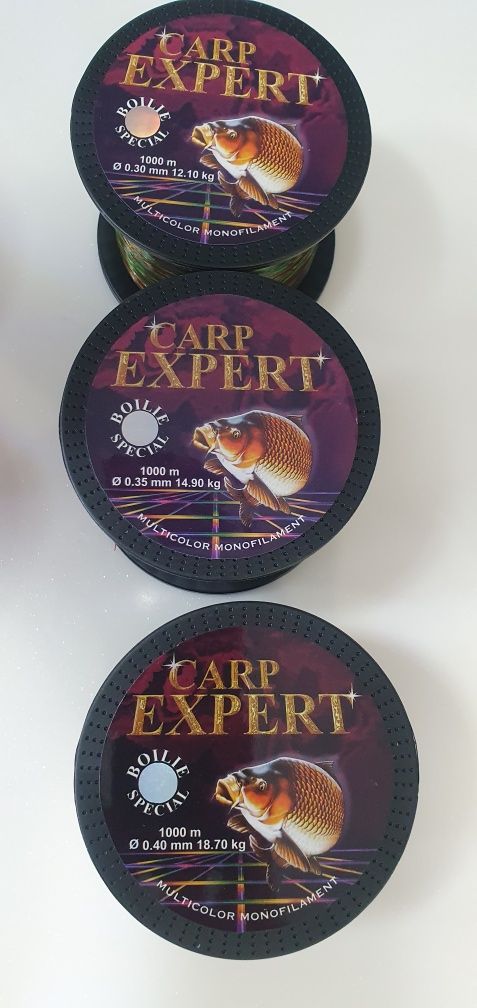 CARP
EXPERT
BOILIE
SPECIAL
1000 m
Ø 0.30 mm 12.10 kg
MULTICOLOR MONOFILAMENT
CARP
EXPERT
BOILIE
SPECIAL
1000 m
Ø 0.35 mm 14.90 kg
MULTICOLOR MONOFILAMENT
CARP
EXPERT
BOILIE
SPECIAL
1000 m
Ø 0.40 mm 18.70 kg
MULTICOLOR MONOFILAMENT